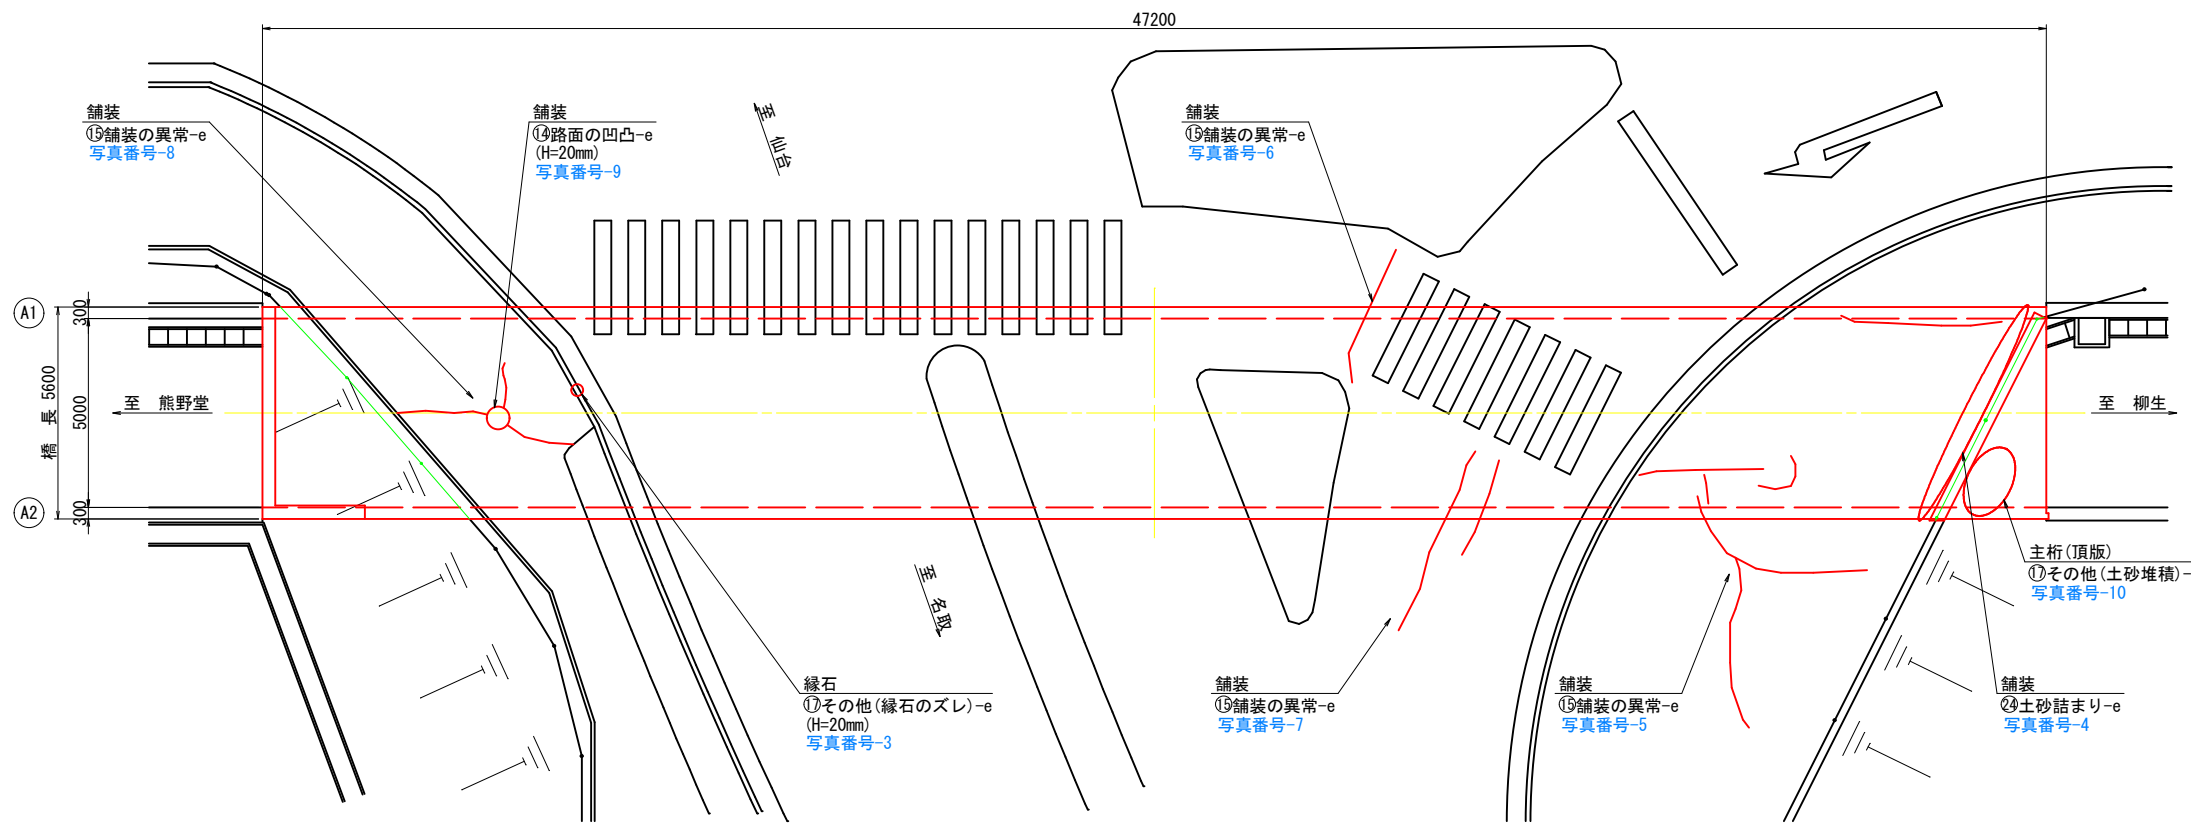 47200
舗装
⑮舗装の異常-e
写真番号-8
舗装
⑭路面の凹凸-e
(H=20mm)
写真番号-9
至 仙台
舗装
⑮舗装の異常-e
写真番号-6
A1
300
橋 長 5600
5000
300
A2
至 熊野堂
至 柳生
至 名取
主桁(頂版)
⑰その他(土砂堆積)-
写真番号-10
縁石
⑰その他(縁石のズレ)-e
(H=20mm)
写真番号-3
舗装
⑮舗装の異常-e
写真番号-7
舗装
⑮舗装の異常-e
写真番号-5
舗装
㉔土砂詰まり-e
写真番号-4